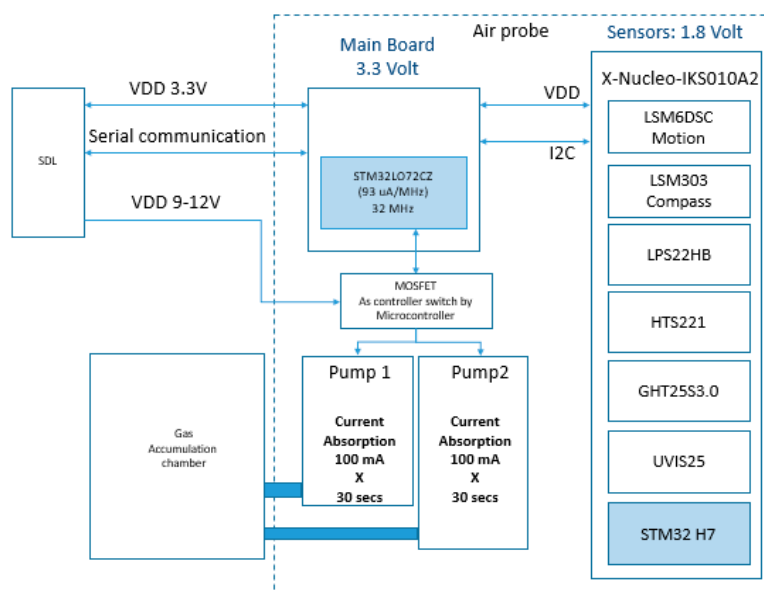 Air probe
Sensors: 1.8 Volt
Main Board
3.3 Volt
X-Nucleo-IKS010A2
VDD 3.3V
VDD
SDL
Serial communication
I2C
VDD 9-12V
STM32LO72CZ
(93 uA/MHz)
32 MHz
LSM6DSC
Motion
LSM303
Compass
LPS22HB
HTS221
GHT25S3.0
UVIS25
STM32 H7
MOSFET
As controller switch by
Microcontroller
Pump 1
Current
Absorption
100 mA
X
30 secs
Pump2
Current
Absorption
100 mA
X
30 secs
Gas
Accumulation
chamber